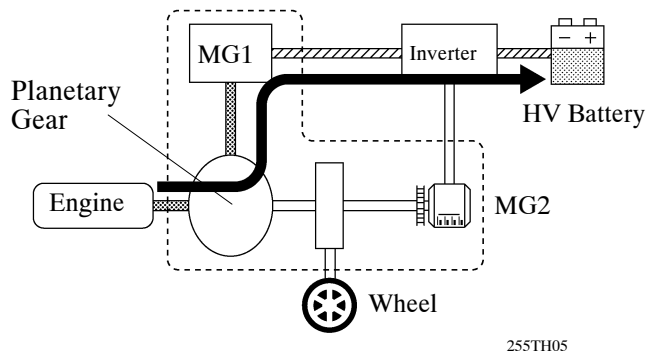 MG1
Inverter
− +
Planetary
Gear
HV Battery
Engine
MG2
Wheel
255TH05